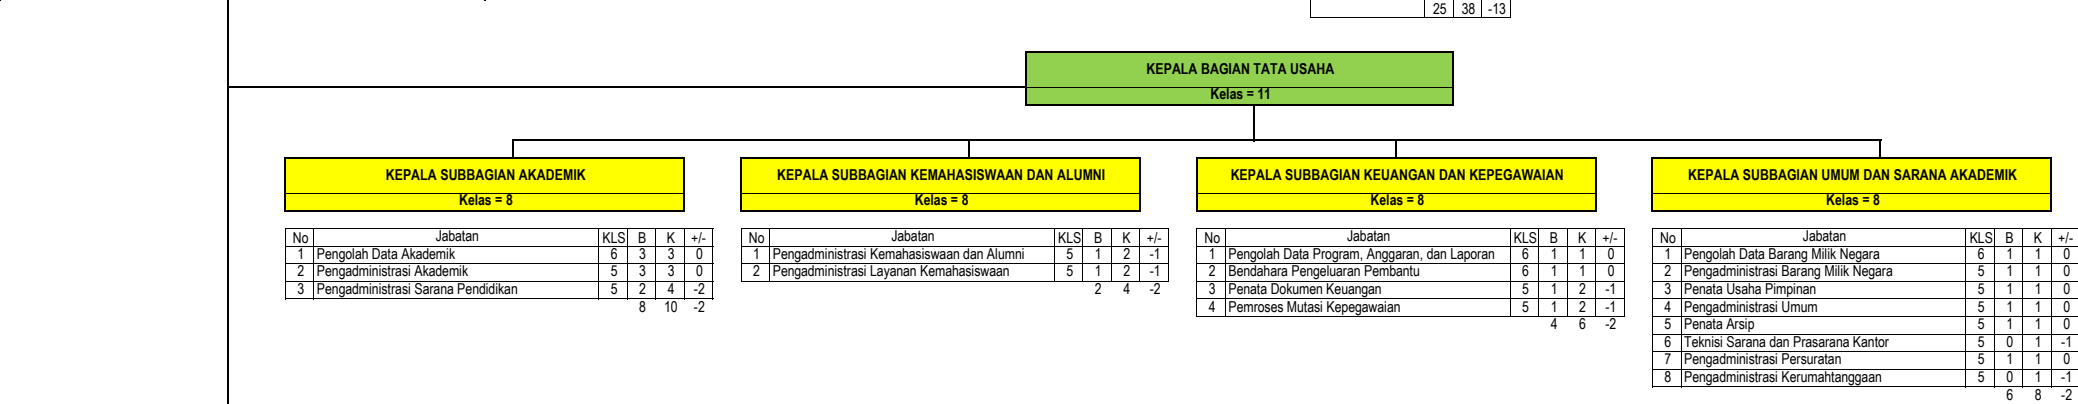 25 38 -13
KEPALA BAGIAN TATA USAHA
Kelas = 11
KEPALA SUBBAGIAN AKADEMIK
Kelas = 8
No Jabatan KLS B K +/-
1 Pengolah Data Akademik 6 3 3 0
2 Pengadministrasi Akademik 5 3 3 0
3 Pengadministrasi Sarana Pendidikan 5 2 4 -2
8 10 -2
KEPALA SUBBAGIAN KEMAHASISWAAN DAN ALUMNI
Kelas = 8
No Jabatan KLS B K +/-
1 Pengadministrasi Kemahasiswaan dan Alumni 5 1 2 -1
2 Pengadministrasi Layanan Kemahasiswaan 5 1 2 -1
2 4 -2
KEPALA SUBBAGIAN KEUANGAN DAN KEPEGAWAIAN
Kelas = 8
No Jabatan KLS B K +/-
1 Pengolah Data Program, Anggaran, dan Laporan 6 1 1 0
2 Bendahara Pengeluaran Pembantu 6 1 1 0
3 Penata Dokumen Keuangan 5 1 2 -1
4 Pemroses Mutasi Kepegawaian 5 1 2 -1
4 6 -2
KEPALA SUBBAGIAN UMUM DAN SARANA AKADEMIK
Kelas = 8
No Jabatan KLS B K +/-
1 Pengolah Data Barang Milik Negara 6 1 1 0
2 Pengadministrasi Barang Milik Negara 5 1 1 0
3 Penata Usaha Pimpinan 5 1 1 0
4 Pengadministrasi Umum 5 1 1 0
5 Penata Arsip 5 1 1 0
6 Teknisi Sarana dan Prasarana Kantor 5 0 1 -1
7 Pengadministrasi Persuratan 5 1 1 0
8 Pengadministrasi Kerumahtanggaan 5 0 1 -1
6 8 -2